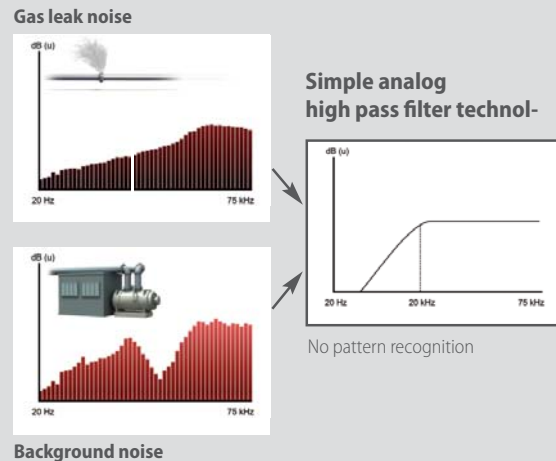 Gas leak noise
dB (u)
20 Hz 75 kHz
Simple analog
high pass filter technol-
dB (u)
20 Hz 20 kHz 75 kHz
No pattern recognition
dB (u)
20 Hz 75 kHz
Background noise